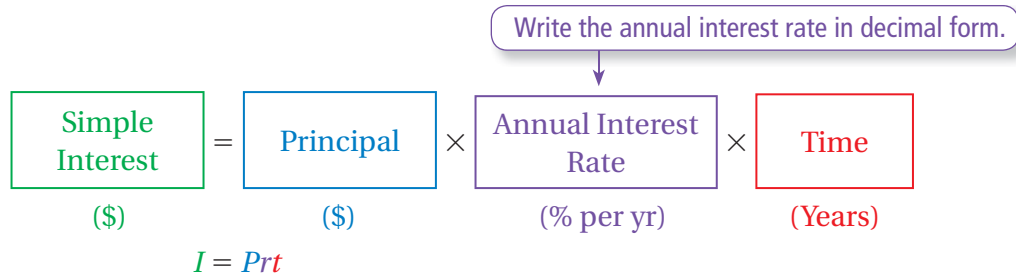 Write the annual interest rate in decimal form.
Simple Interest = Principal × Annual Interest Rate × Time
($) ($) (% per yr) (Years)
I = Prt